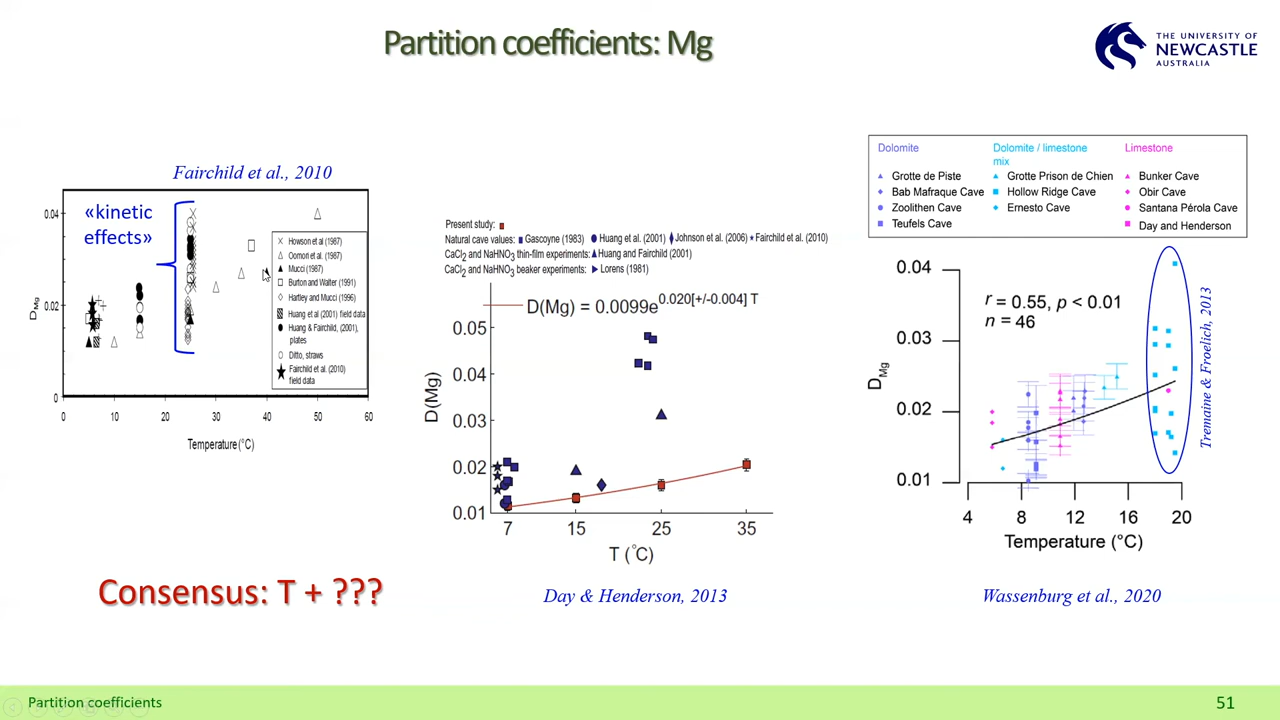 Partition coefficients: Mg
THE UNIVERSITY OF
NEWCASTLE
AUSTRALIA
Fairchild et al., 2010
«kinetic
effects»
0.04
0.02
0
D_Mg
0 10 20 30 40 50 60
Temperature (°C)
Howson et al (1987)
Oomori et al. (1987)
Mucci (1987)
Burton and Walter (1991)
Hartley and Mucci (1996)
Huang et al (2001) field data
Huang & Fairchild, (2001),
plates
Ditto, straws
Fairchild et al. (2010)
field data
Consensus: T + ???
Present study:
Natural cave values: Gascoyne (1983) Huang et al. (2001) Johnson et al. (2006) Fairchild et al. (2010)
CaCl2 and NaHNO3 thin-film experiments: Huang and Fairchild (2001)
CaCl2 and NaHNO3 beaker experiments: Lorens (1981)
D(Mg) = 0.0099e^0.020[+/-0.004] T
0.05
0.04
0.03
0.02
0.01
D(Mg)
7 15 25 35
T (°C)
Day & Henderson, 2013
Dolomite
Grotte de Piste
Bab Mafraque Cave
Zoolithen Cave
Teufels Cave
Dolomite / limestone
mix
Grotte Prison de Chien
Hollow Ridge Cave
Ernesto Cave
Limestone
Bunker Cave
Obir Cave
Santana Pérola Cave
Day and Henderson
0.04
0.03
0.02
0.01
D_Mg
r = 0.55, p < 0.01
n = 46
4 8 12 16 20
Temperature (°C)
Tremaine & Froelich, 2013
Wassenburg et al., 2020
Partition coefficients
51